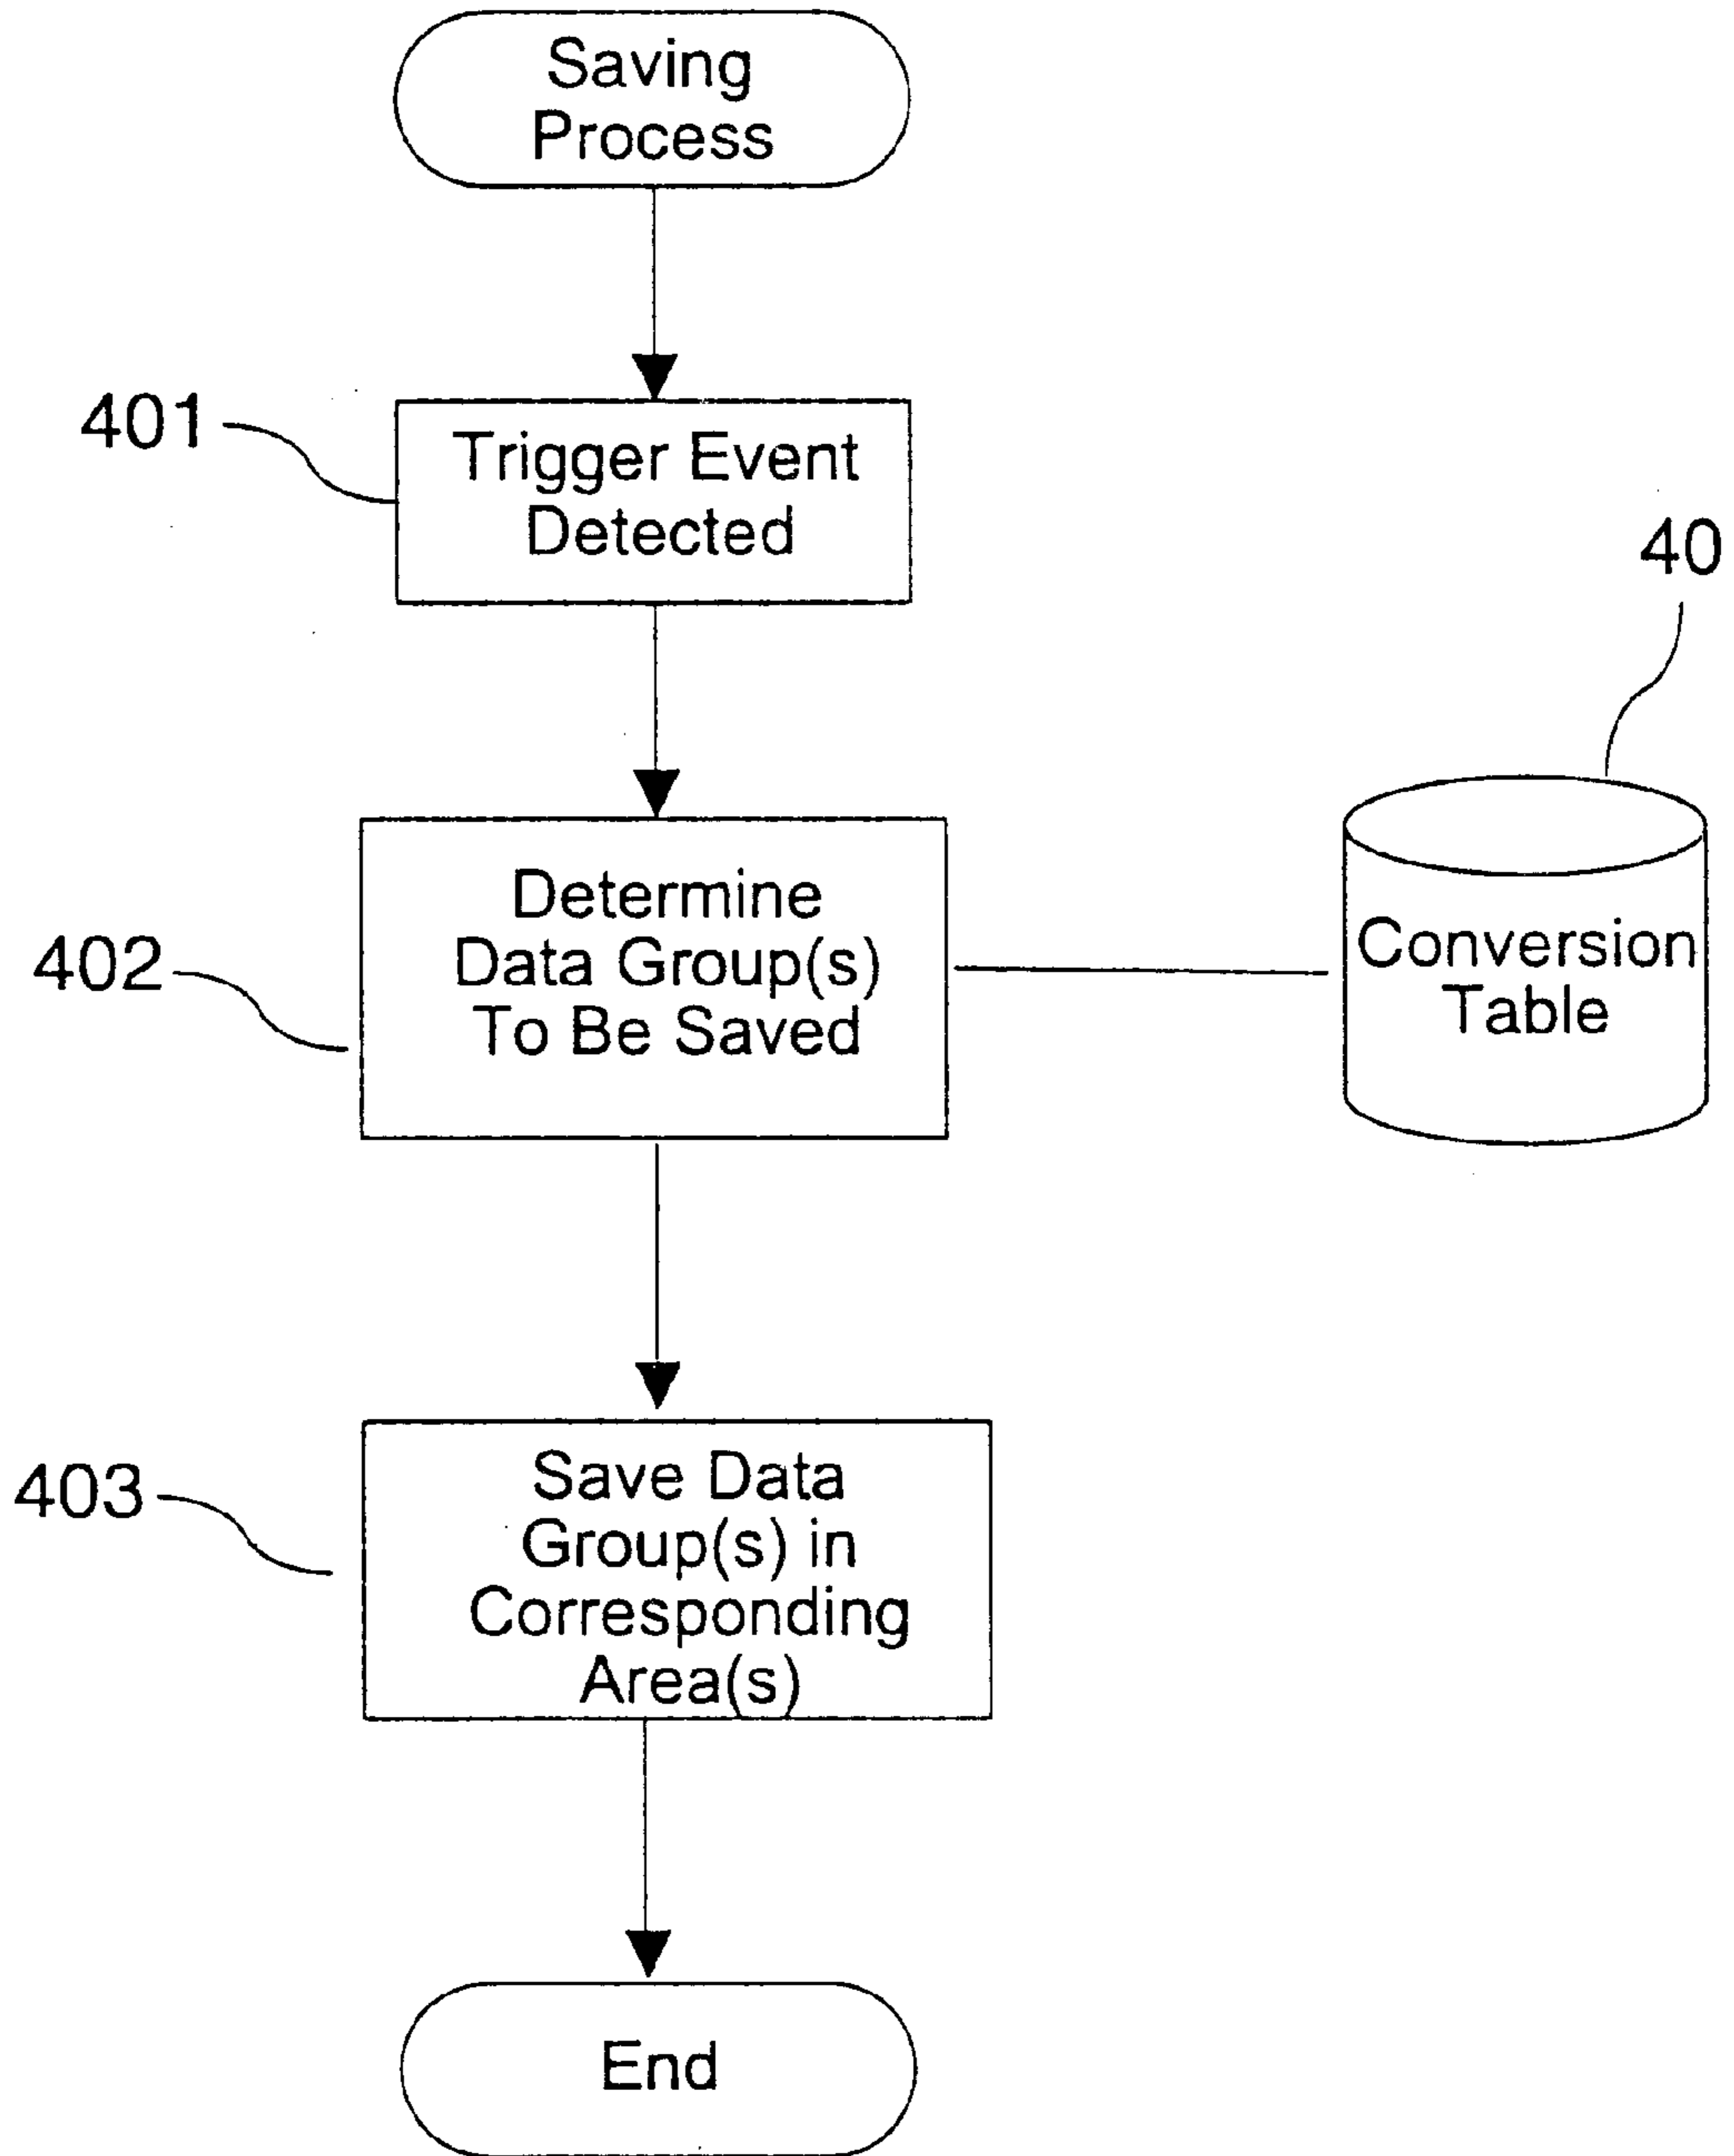 Saving
Process
401
Trigger Event
Detected
40
402
Determine
Data Group(s)
To Be Saved
Conversion
Table
403
Save Data
Group(s) in
Corresponding
Area(s)
End